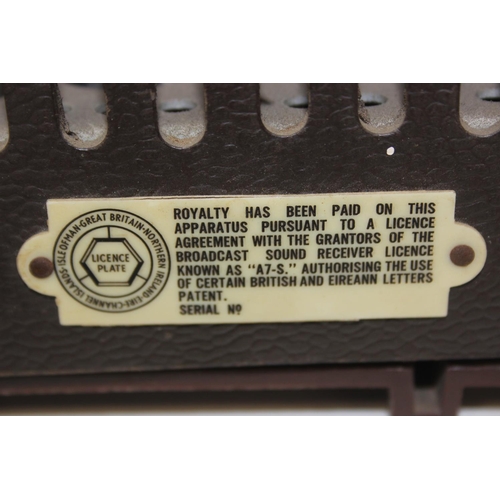 ROYALTY HAS BEEN PAID ON THIS
APPARATUS PURSUANT TO A LICENCE
AGREEMENT WITH THE GRANTORS OF THE
BROADCAST SOUND RECEIVER LICENCE
KNOWN AS "A7-S." AUTHORISING THE USE
OF CERTAIN BRITISH AND EIREANN LETTERS
PATENT.
SERIAL Nº
GREAT BRITAIN-NORTHERN IRELAND-EIRE-CHANNEL ISLANDS-ISLE OF MAN-
LICENCE
PLATE